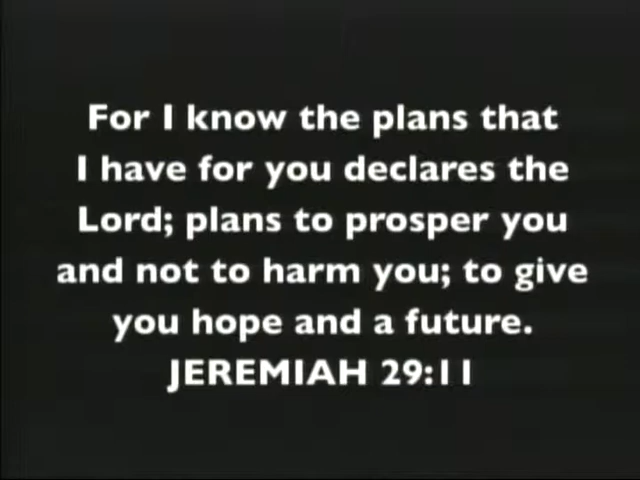 For I know the plans that
I have for you declares the
Lord; plans to prosper you
and not to harm you; to give
you hope and a future.
JEREMIAH 29:11